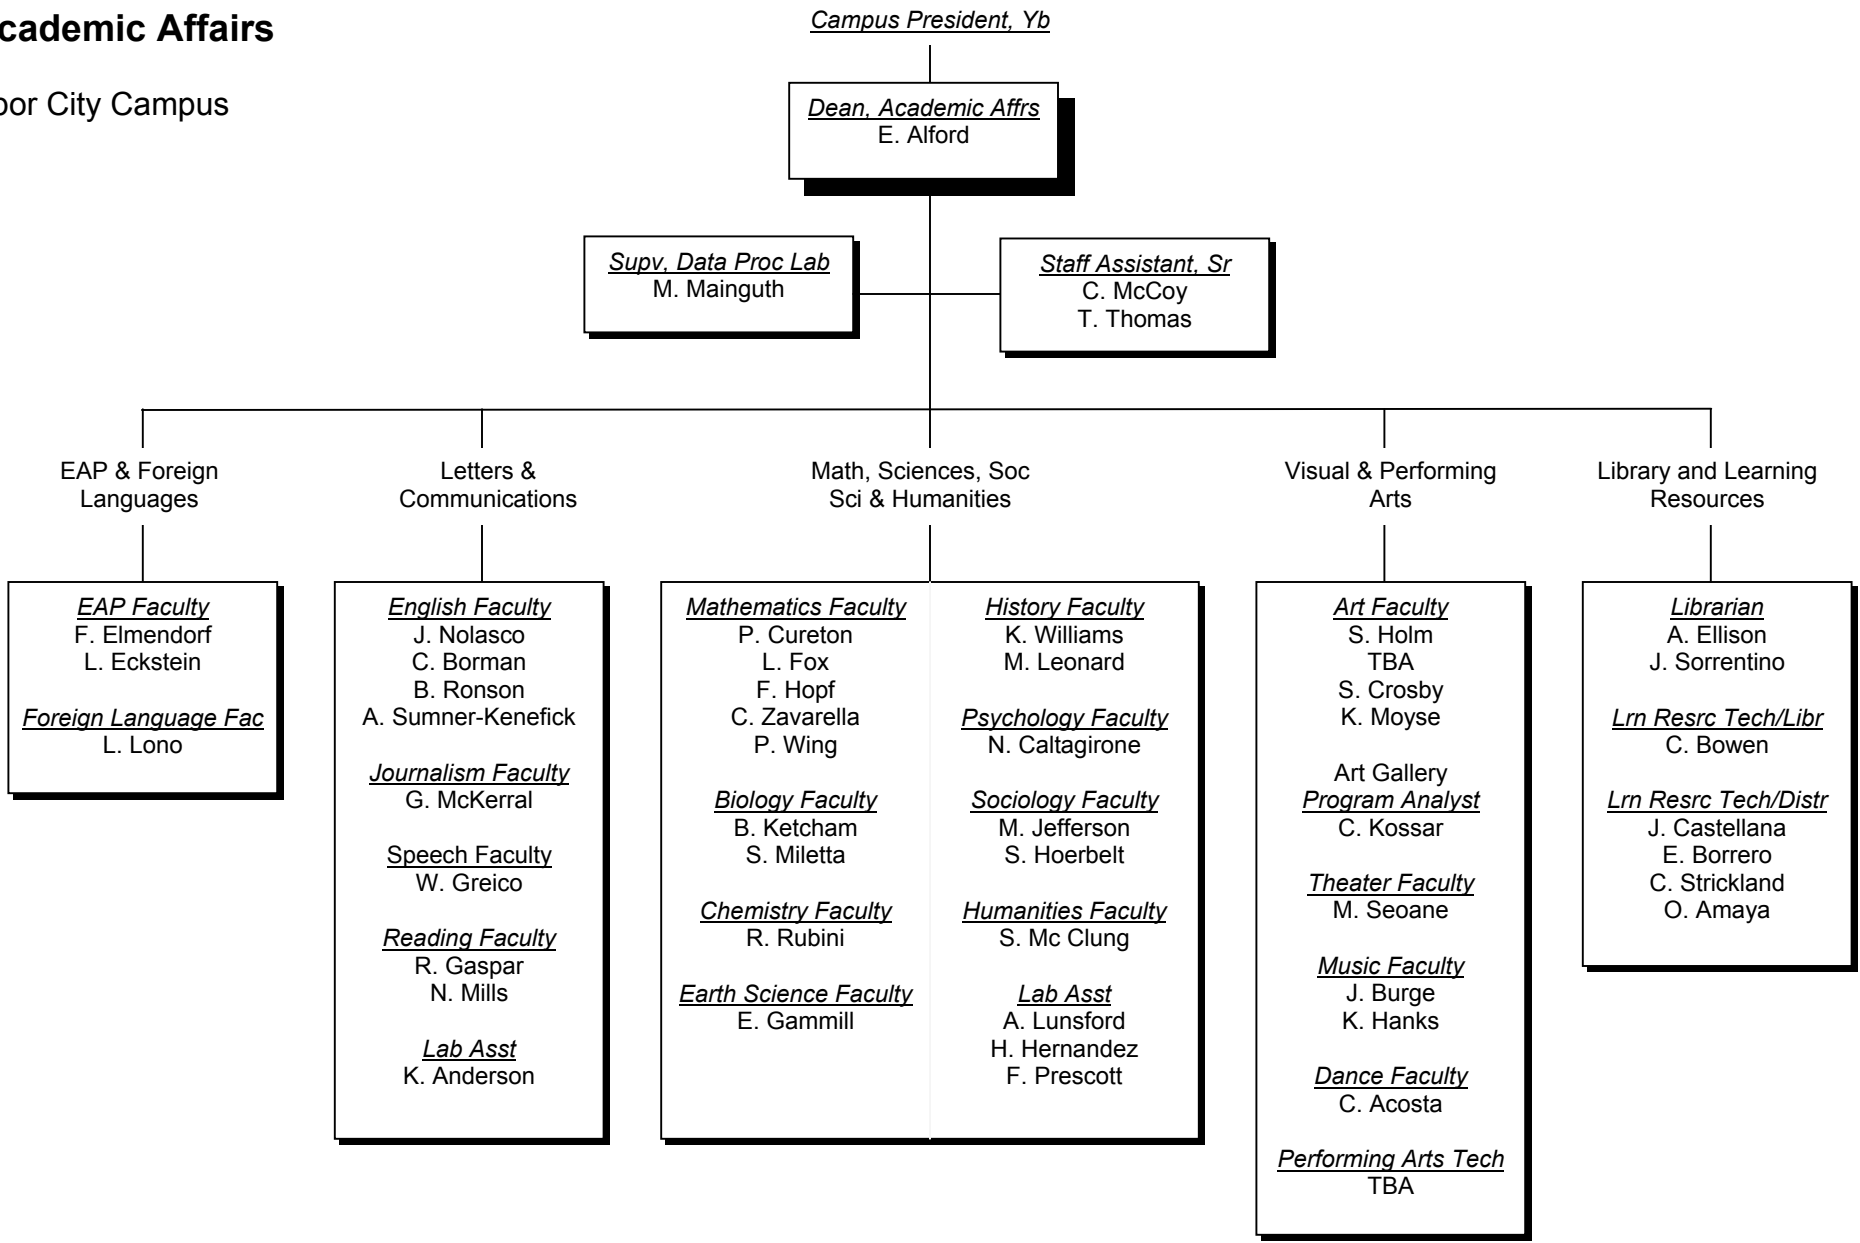 cademic Affairs
oor City Campus
Campus President, Yb
Dean, Academic Affrs
E. Alford
Supv, Data Proc Lab
M. Mainguth
Staff Assistant, Sr
C. McCoy
T. Thomas
EAP & Foreign
Languages
Letters &
Communications
Math, Sciences, Soc
Sci & Humanities
Visual & Performing
Arts
Library and Learning
Resources
EAP Faculty
F. Elmendorf
L. Eckstein
Foreign Language Fac
L. Lono
English Faculty
J. Nolasco
C. Borman
B. Ronson
A. Sumner-Kenefick
Journalism Faculty
G. McKerral
Speech Faculty
W. Greico
Reading Faculty
R. Gaspar
N. Mills
Lab Asst
K. Anderson
Mathematics Faculty
P. Cureton
L. Fox
F. Hopf
C. Zavarella
P. Wing
Biology Faculty
B. Ketcham
S. Miletta
Chemistry Faculty
R. Rubini
Earth Science Faculty
E. Gammill
History Faculty
K. Williams
M. Leonard
Psychology Faculty
N. Caltagirone
Sociology Faculty
M. Jefferson
S. Hoerbelt
Humanities Faculty
S. Mc Clung
Lab Asst
A. Lunsford
H. Hernandez
F. Prescott
Art Faculty
S. Holm
TBA
S. Crosby
K. Moyse
Art Gallery
Program Analyst
C. Kossar
Theater Faculty
M. Seoane
Music Faculty
J. Burge
K. Hanks
Dance Faculty
C. Acosta
Performing Arts Tech
TBA
Librarian
A. Ellison
J. Sorrentino
Lrn Resrc Tech/Libr
C. Bowen
Lrn Resrc Tech/Distr
J. Castellana
E. Borrero
C. Strickland
O. Amaya